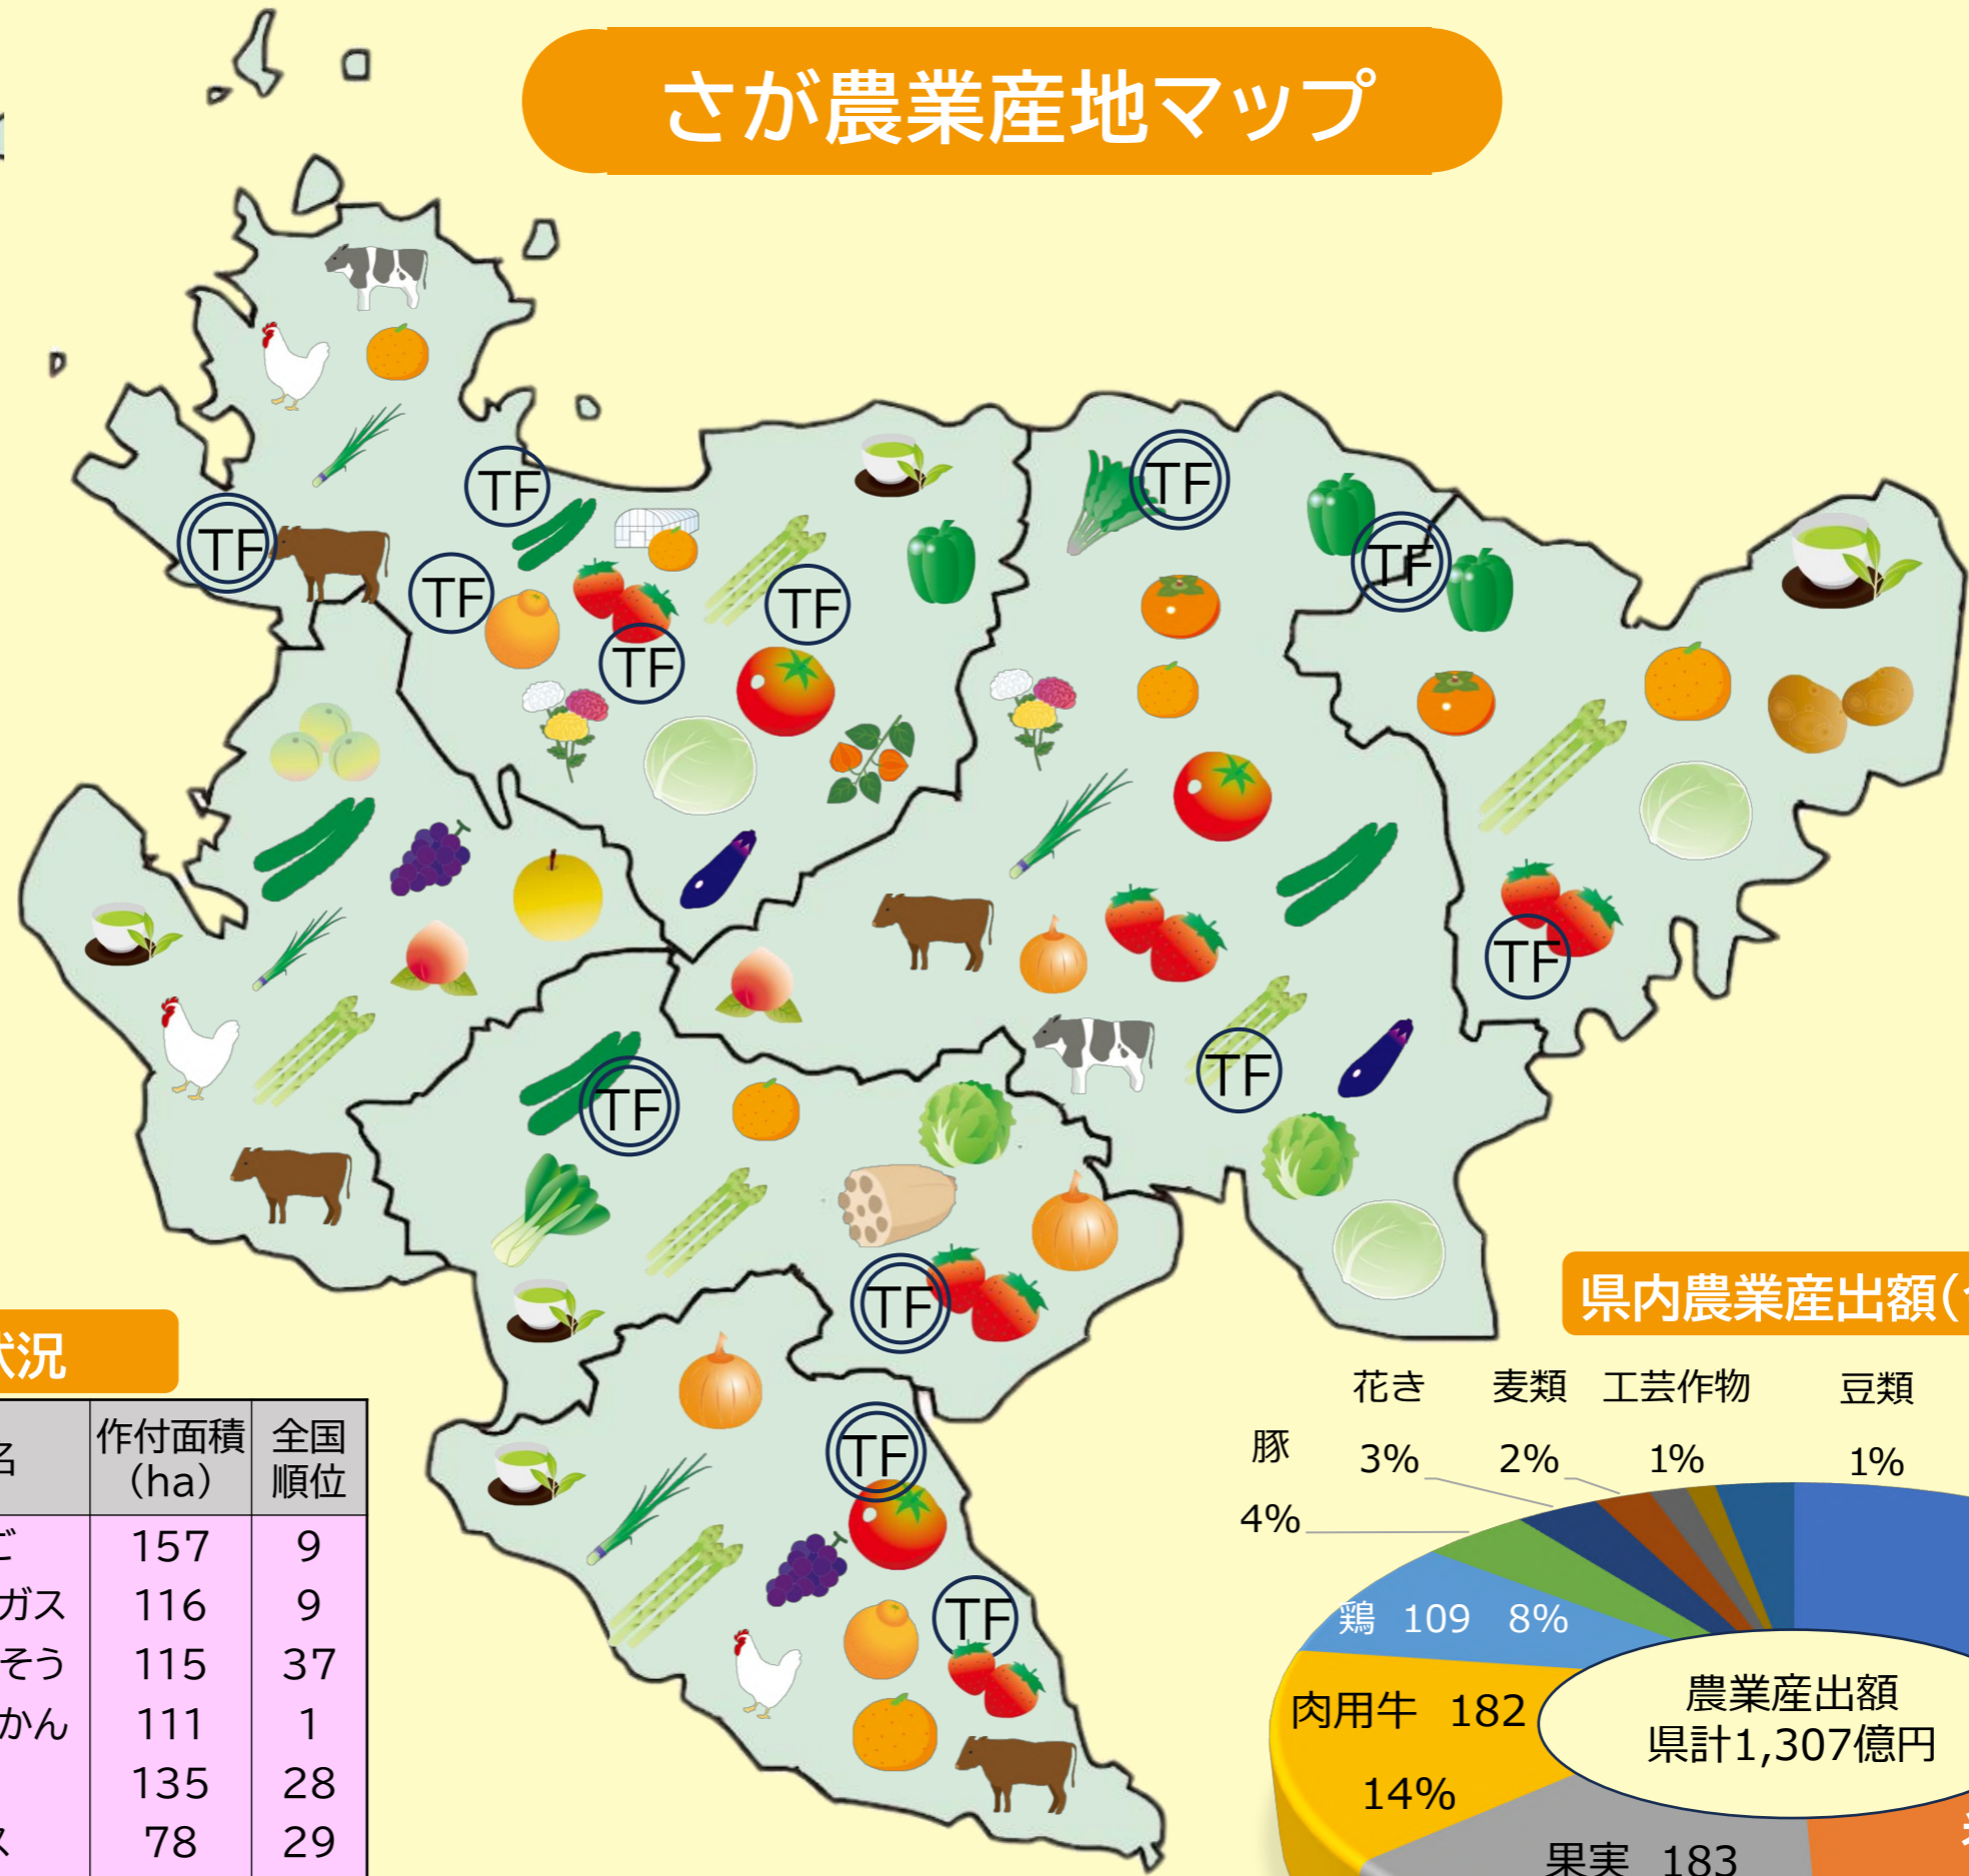 さが農業産地マップ
TF
TF
TF
TF
TF
TF
TF
TF
TF
TF
TF
TF
TF
状況
名
作付面積
(ha)
全国
順位
ご 157 9
ガス 116 9
そう 115 37
かん 111 1
135 28
ス 78 29
県内農業産出額(
花き 麦類 工芸作物 豆類
豚 3% 2% 1% 1%
4%
鶏 109 8%
肉用牛 182
14%
農業産出額
県計1,307億円
果実 183